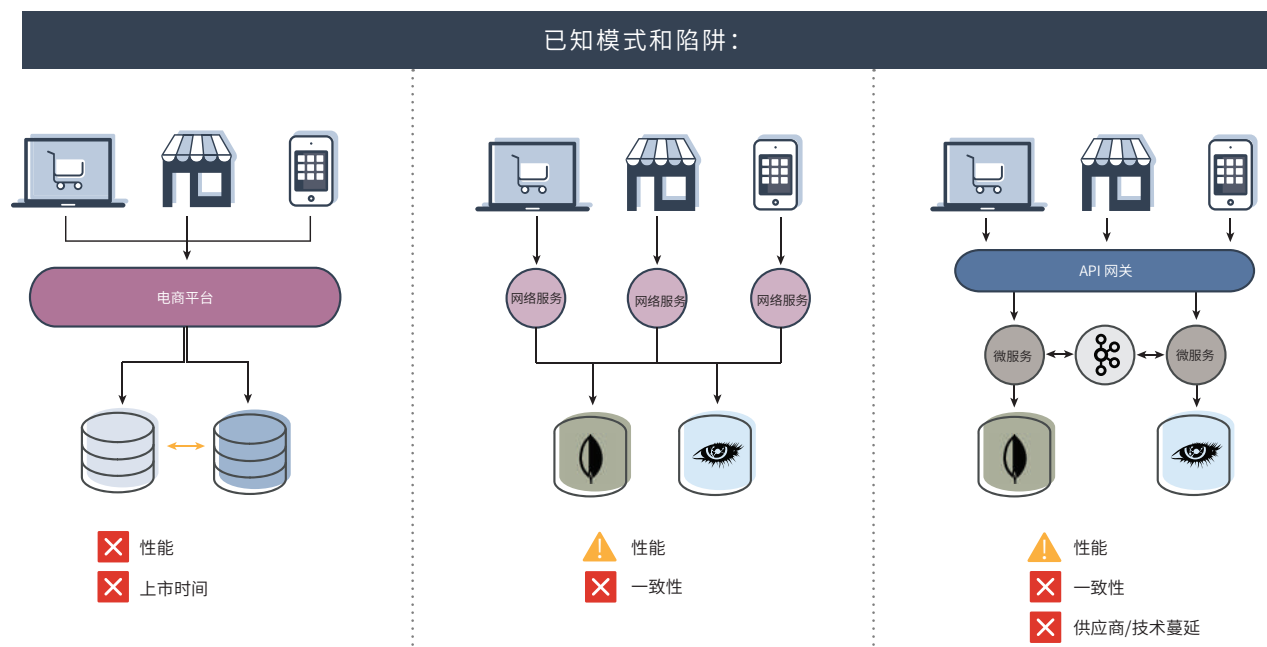 已知模式和陷阱：
电商平台
性能
上市时间
网络服务
网络服务
网络服务
性能
一致性
API 网关
微服务
微服务
性能
一致性
供应商/技术蔓延